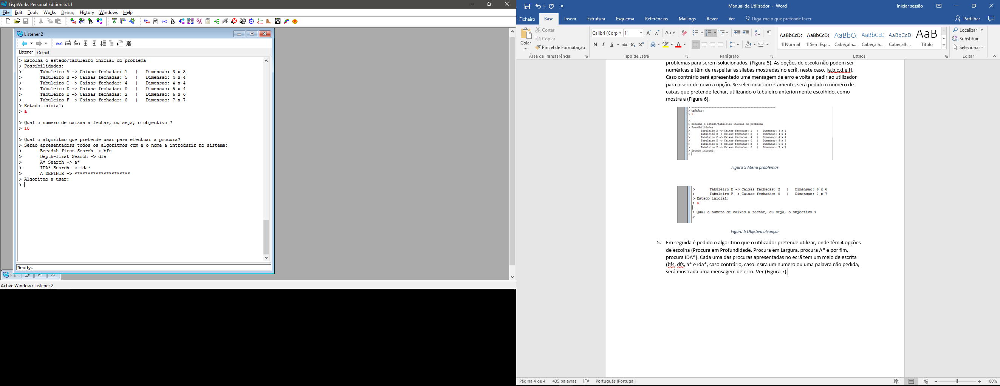 LispWorks Personal Edition 6.1.1
File Edit Tools Works Debug History Windows Help
Listener 2
Listener Output
> Escolha o estado/tabuleiro inicial do problema
> Possibilidades:
> Tabuleiro A -> Caixas fechadas: 1 | Dimensao: 3 x 3
> Tabuleiro B -> Caixas fechadas: 5 | Dimensao: 4 x 4
> Tabuleiro C -> Caixas fechadas: 4 | Dimensao: 4 x 4
> Tabuleiro D -> Caixas fechadas: 0 | Dimensao: 5 x 4
> Tabuleiro E -> Caixas fechadas: 2 | Dimensao: 6 x 6
> Tabuleiro F -> Caixas fechadas: 0 | Dimensao: 7 x 7
> Estado inicial:
> a
> Qual o numero de caixas a fechar, ou seja, o objectivo ?
> 10
> Qual o algoritmo que pretende usar para efectuar a procura?
> Serao apresentadoss todos os algoritmos com e o nome a introduzir no sistema:
> Breadth-first Search -> bfs
> Depth-first Search -> dfs
> A* Search -> a*
> IDA* Search -> ida*
> A DEFINIR -> *********************
> Algoritmo a usar:
>
Ready.
Edi...
Active Window : Listener 2
Manual de Utilizador - Word
Iniciar sessão
Ficheiro Base Inserir Estrutura Esquema Referências Mailings Rever Ver Diga-me o que pretende fazer Partilhar
Colar
Cortar
Copiar
Pincel de Formatação
Área de Transferência
Calibri (Corp 11
N I S abc x₂ x²
Tipo de Letra
Parágrafo
AaBbCcDc AaBbCcDc AaBbCc AaBbCcD AaBbCcD AaB
¶ Normal ¶ Sem Esp... Cabeçalh... Cabeçalh... Cabeçalh... Título
Estilos
Localizar
Substituir
Selecionar
Editar
problemas para serem solucionados. (Figura 5). As opções de escola não podem ser
numéricas e têm de respeitar as silabas mostradas no ecrã, neste caso, [a,b,c,d,e,f].
Caso contrário será apresentado uma mensagem de erro e volta a pedir ao utilizador
para inserir de novo a opção. Se selecionar corretamente, será pedido o número de
caixas que pretende fechar, utilizando o tabuleiro anteriormente escolhido, como
mostra a (Figura 6).
> 1
>
> Escolha o estado/tabuleiro inicial do problema
> Possibilidades:
> Tabuleiro A -> Caixas fechadas: 1 | Dimensao: 3 x 3
> Tabuleiro B -> Caixas fechadas: 5 | Dimensao: 4 x 4
> Tabuleiro C -> Caixas fechadas: 4 | Dimensao: 4 x 4
> Tabuleiro D -> Caixas fechadas: 0 | Dimensao: 5 x 4
> Tabuleiro E -> Caixas fechadas: 2 | Dimensao: 6 x 6
> Tabuleiro F -> Caixas fechadas: 0 | Dimensao: 7 x 7
> Estado inicial:
>
Figura 5 Menu problemas
> Tabuleiro E -> Caixas fechadas: 2 | Dimensao: 6 x 6
> Tabuleiro F -> Caixas fechadas: 0 | Dimensao: 7 x 7
> Estado inicial:
> a
> Qual o numero de caixas a fechar, ou seja, o objectivo ?
>
Figura 6 Objetivo alcançar
5. Em seguida é pedido o algoritmo que o utilizador pretende utilizar, onde têm 4 opções
de escolha (Procura em Profundidade, Procura em Largura, procura A* e por fim,
procura IDA*). Cada uma das procuras apresentadas no ecrã tem um meio de escrita
(bfs, dfs, a* e ida*, caso contrário, caso insira um numero ou uma palavra não pedida,
será mostrada uma mensagem de erro. Ver (Figura 7).
Página 4 de 4 435 palavras Português (Portugal) 100%